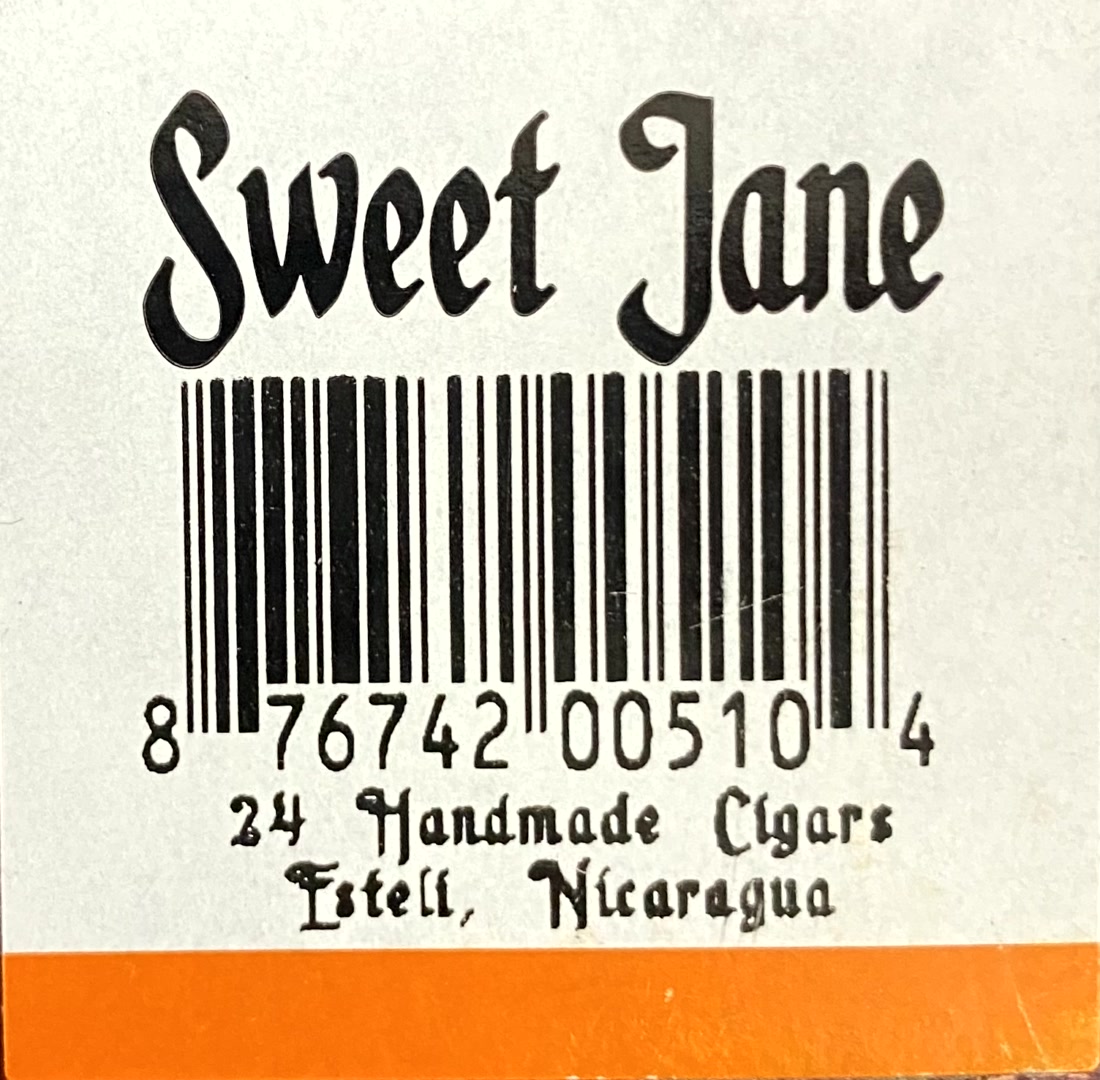 Sweet Jane
8 76742 00510 4
24 Handmade Cigars
Esteli, Nicaragua